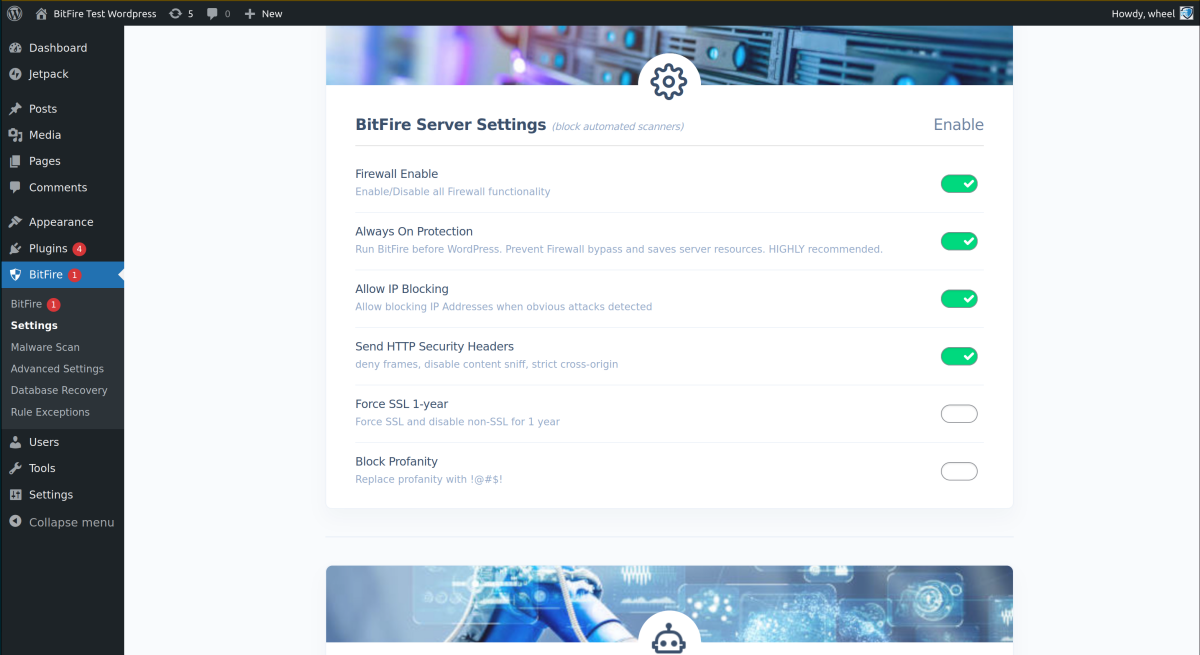 BitFire Test Wordpress 5 0 New Howdy, wheel
Dashboard
Jetpack
Posts
Media
Pages
Comments
Appearance
Plugins 4
BitFire 1
BitFire 1
Settings
Malware Scan
Advanced Settings
Database Recovery
Rule Exceptions
Users
Tools
Settings
Collapse menu
BitFire Server Settings (block automated scanners) Enable
Firewall Enable
Enable/Disable all Firewall functionality
Always On Protection
Run BitFire before WordPress. Prevent Firewall bypass and saves server resources. HIGHLY recommended.
Allow IP Blocking
Allow blocking IP Addresses when obvious attacks detected
Send HTTP Security Headers
deny frames, disable content sniff, strict cross-origin
Force SSL 1-year
Force SSL and disable non-SSL for 1 year
Block Profanity
Replace profanity with !@#$!